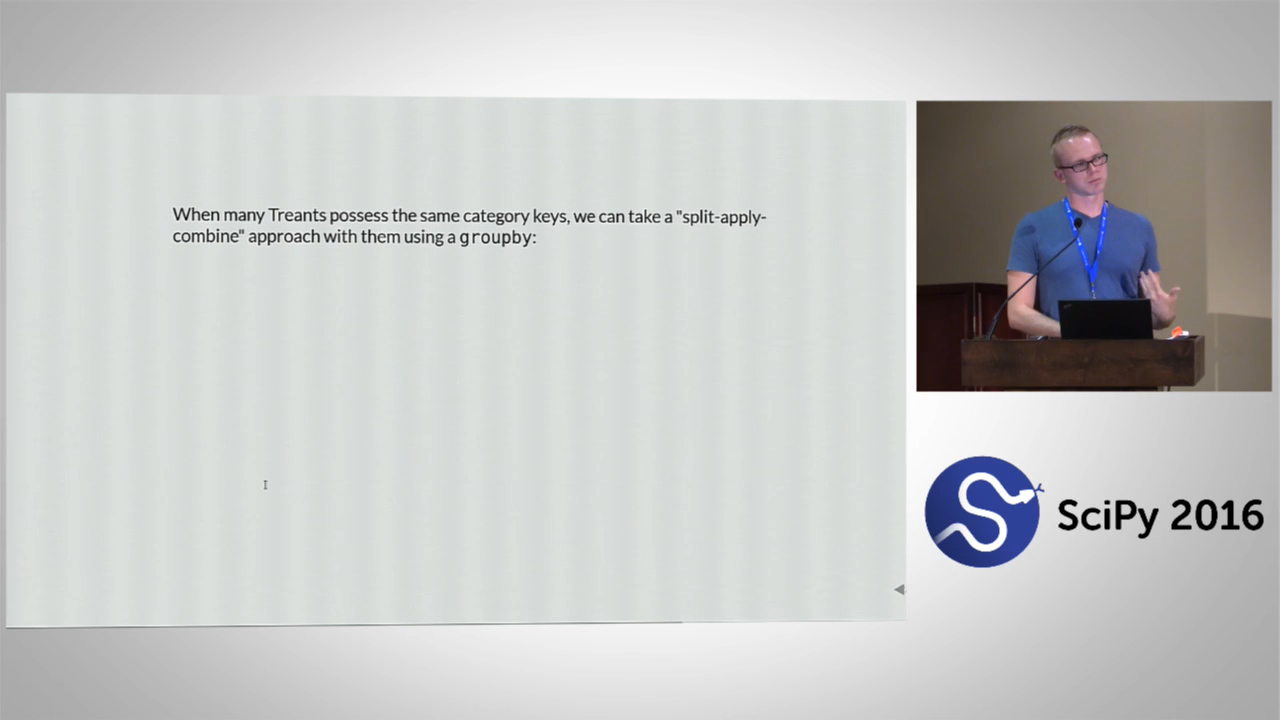 When many Treants possess the same category keys, we can take a "split-apply-
combine" approach with them using a groupby:
SciPy 2016